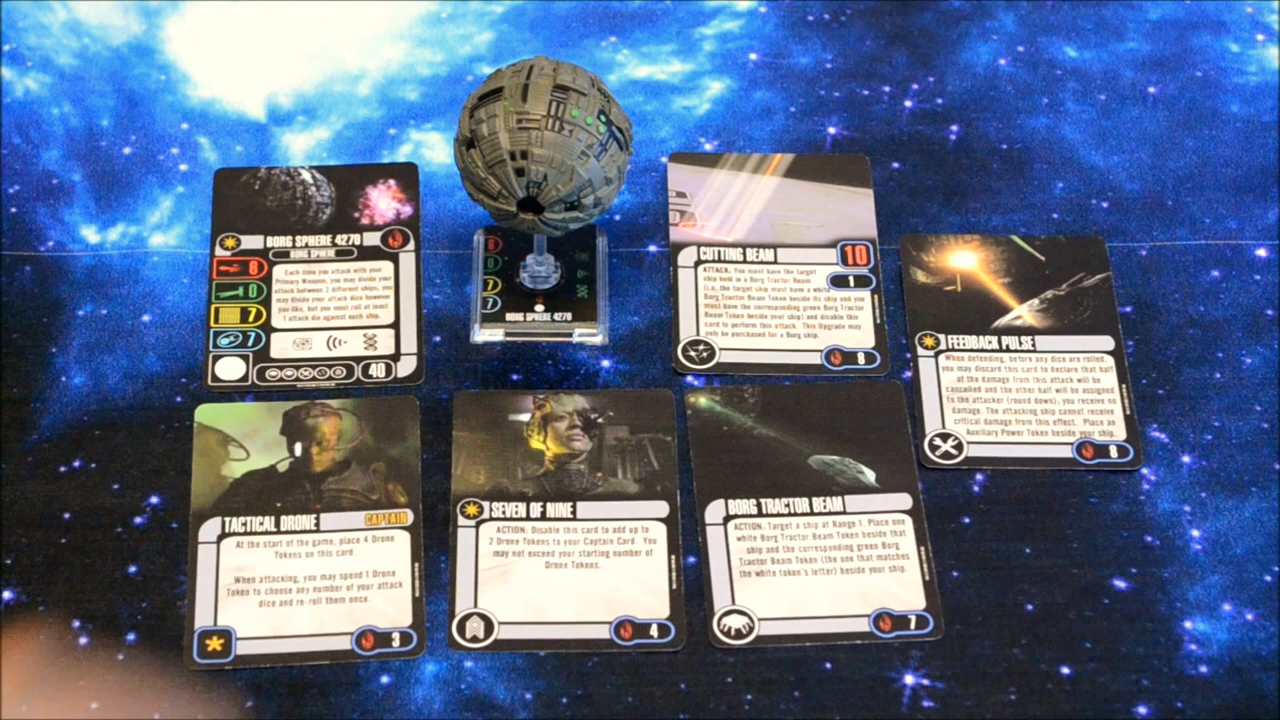 BORG SPHERE 4270
BORG SPHERE
6
0
7
7
Each time you attack with your
Primary Weapon, you may divide your
attack between 2 different ships, you
may divide your attack dice however
you like, but you must roll at least
1 attack die against each ship.
40
6
0
7
7
BORG SPHERE 4270
CUTTING BEAM
10
1
ATTACK: You must have the target
ship held in a Borg Tractor Beam
(i.e. the target ship must have a white
Borg Tractor Beam Token beside its ship and you
must have the corresponding green Borg Tractor
Beam Token beside your ship) and disable this
card to perform this attack. This Upgrade may
only be purchased for a Borg ship.
8
FEEDBACK PULSE
When defending, before any dice are rolled,
you may discard this card to declare that half
of the damage from this attack will be
cancelled and the other half will be assigned
to the attacker (round down), you receive no
damage. The attacking ship cannot receive
critical damage from this effect. Place an
Auxiliary Power Token beside your ship.
8
TACTICAL DRONE
CAPTAIN
At the start of the game, place 4 Drone
Tokens on this card.
When attacking, you may spend 1 Drone
Token to choose any number of your attack
dice and re-roll them once.
3
SEVEN OF NINE
ACTION: Disable this card to add up to
2 Drone Tokens to your Captain Card. You
may not exceed your starting number of
Drone Tokens.
4
BORG TRACTOR BEAM
ACTION: Target a ship at Range 1. Place one
white Borg Tractor Beam Token beside that
ship and the corresponding green Borg
Tractor Beam Token (the one that matches
the white token's letter) beside your ship.
7